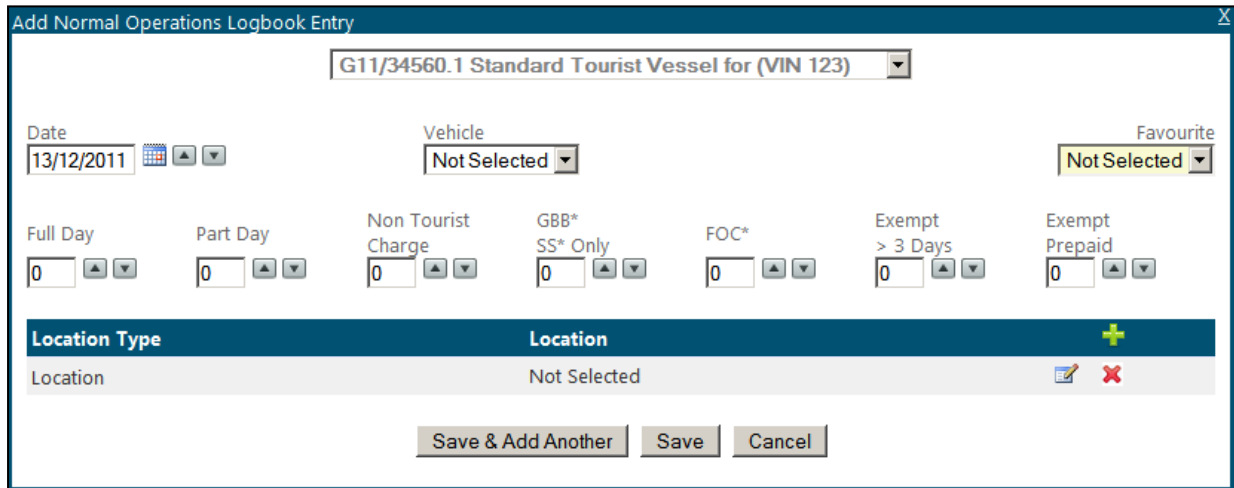 Add Normal Operations Logbook Entry X
G11/34560.1 Standard Tourist Vessel for (VIN 123)
Date Vehicle Favourite
13/12/2011 Not Selected Not Selected
Full Day Part Day Non Tourist Charge GBB* SS* Only FOC* Exempt > 3 Days Exempt Prepaid
0 0 0 0 0 0 0
Location Type Location
Location Not Selected
Save & Add Another Save Cancel